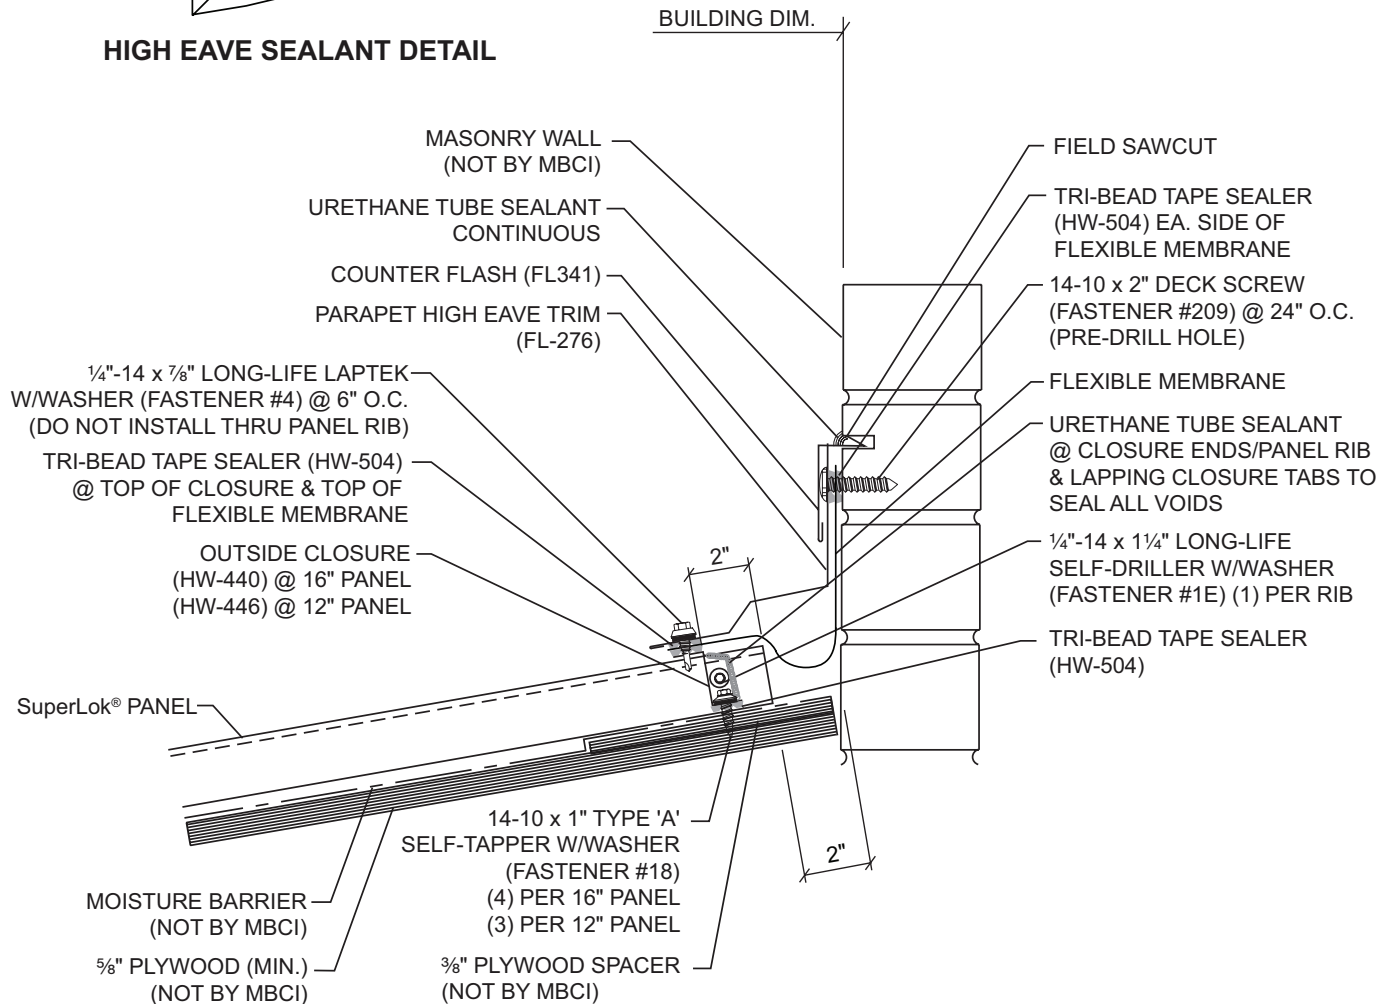 BUILDING DIM.
HIGH EAVE SEALANT DETAIL
MASONRY WALL
(NOT BY MBCI)
URETHANE TUBE SEALANT
CONTINUOUS
COUNTER FLASH (FL341)
PARAPET HIGH EAVE TRIM
(FL-276)
¼"-14 x ⅞" LONG-LIFE LAPTEK
W/WASHER (FASTENER #4) @ 6" O.C.
(DO NOT INSTALL THRU PANEL RIB)
TRI-BEAD TAPE SEALER (HW-504)
@ TOP OF CLOSURE & TOP OF
FLEXIBLE MEMBRANE
OUTSIDE CLOSURE
(HW-440) @ 16" PANEL
(HW-446) @ 12" PANEL
SuperLok® PANEL
FIELD SAWCUT
TRI-BEAD TAPE SEALER
(HW-504) EA. SIDE OF
FLEXIBLE MEMBRANE
14-10 x 2" DECK SCREW
(FASTENER #209) @ 24" O.C.
(PRE-DRILL HOLE)
FLEXIBLE MEMBRANE
URETHANE TUBE SEALANT
@ CLOSURE ENDS/PANEL RIB
& LAPPING CLOSURE TABS TO
SEAL ALL VOIDS
¼"-14 x 1¼" LONG-LIFE
SELF-DRILLER W/WASHER
(FASTENER #1E) (1) PER RIB
TRI-BEAD TAPE SEALER
(HW-504)
2"
2"
14-10 x 1" TYPE 'A'
SELF-TAPPER W/WASHER
(FASTENER #18)
(4) PER 16" PANEL
(3) PER 12" PANEL
MOISTURE BARRIER
(NOT BY MBCI)
⅝" PLYWOOD (MIN.)
(NOT BY MBCI)
⅜" PLYWOOD SPACER
(NOT BY MBCI)